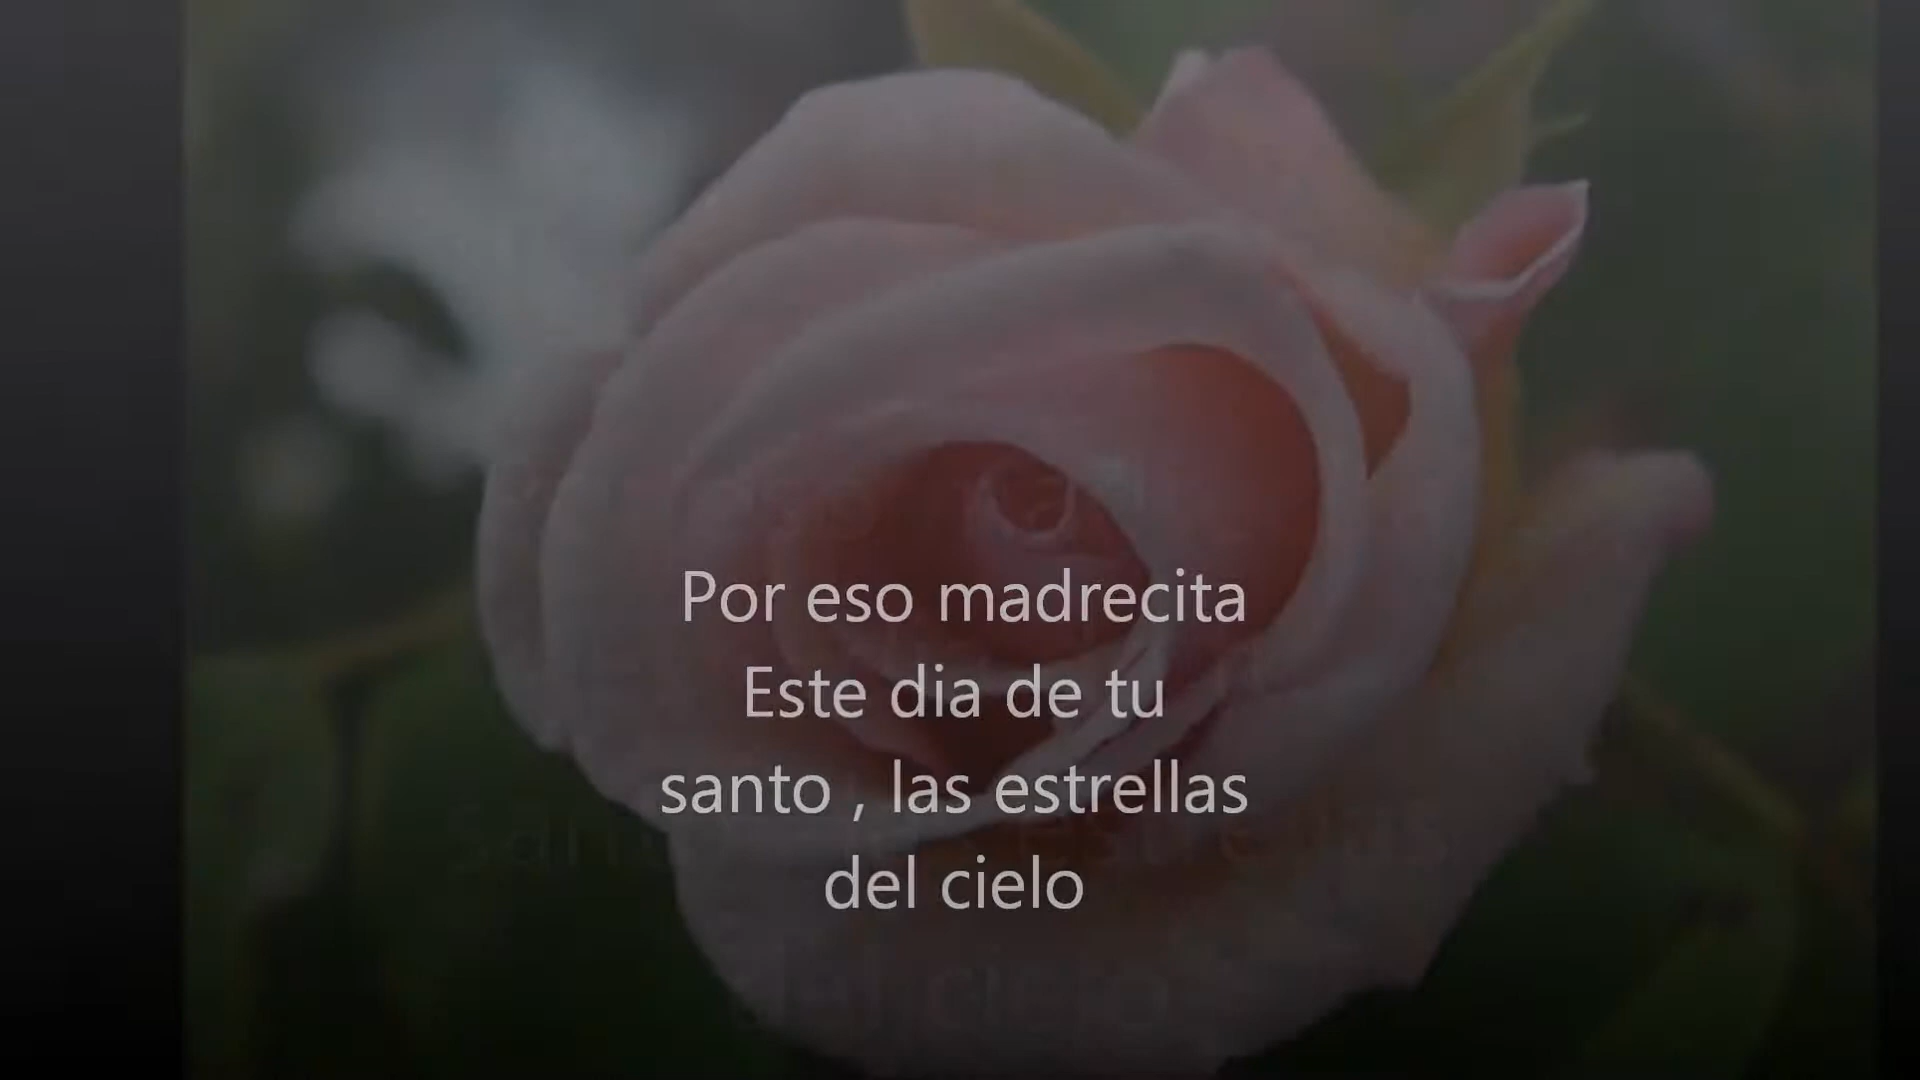 Por eso madrecita
Este dia de tu
santo , las estrellas
del cielo